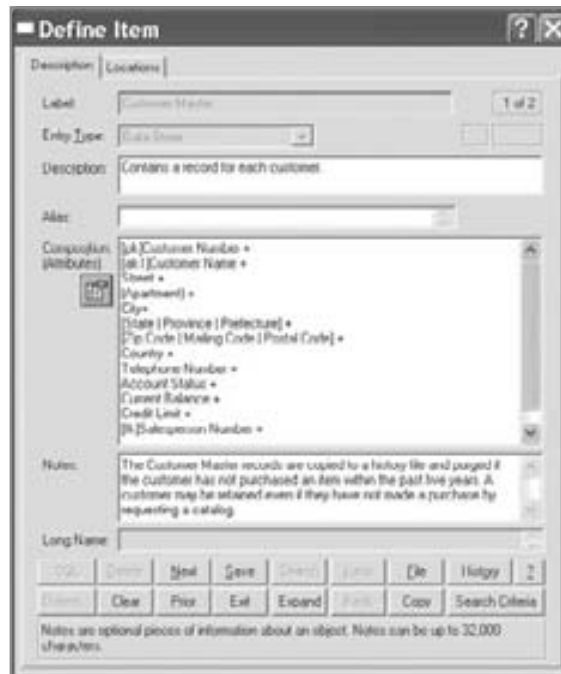 Define Item
Description Locations
Label: Customer Master 1 of 2
Entry Type: Data Store
Description: Contains a record for each customer.
Alias:
Composition: (Attributes)
[pk]Customer Number +
[ak1]Customer Name +
Street +
(Apartment) +
City+
[State | Province | Prefecture] +
[Zip Code | Mailing Code | Postal Code] +
Country +
Telephone Number +
Account Status +
Current Balance +
Credit Limit +
[fk]Salesperson Number +
Notes: The Customer Master records are copied to a history file and purged if
the customer has not purchased an item within the past five years. A
customer may be retained even if they have not made a purchase by
requesting a catalog.
Long Name:
SQL Delete Next Save Search Jump File History ?
Clear Prior Exit Expand Back Copy Search Criteria
Notes are optional pieces of information about an object. Notes can be up to 32,000
characters.